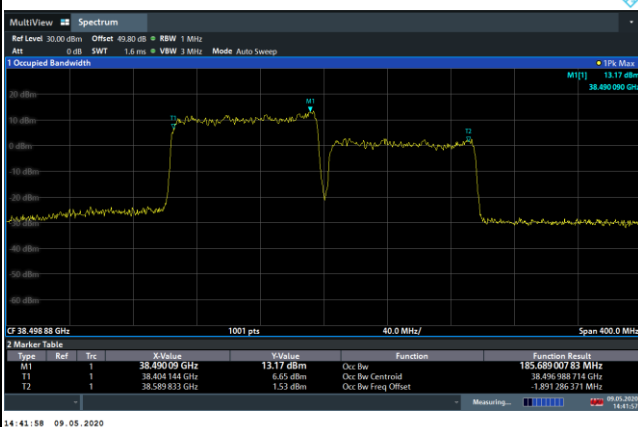 MultiView Spectrum
Ref Level 30.00 dBm Offset 49.80 dB RBW 1 MHz
Att 0 dB SWT 1.6 ms VBW 3 MHz Mode Auto Sweep
1 Occupied Bandwidth 1Pk Max
M1[1] 13.17 dBm
38.490 090 GHz
20 dBm
M1
10 dBm
T1
T2
0 dBm
-10 dBm
-20 dBm
-30 dBm
-40 dBm
-50 dBm
-60 dBm
CF 38.498 88 GHz 1001 pts 40.0 MHz/ Span 400.0 MHz
2 Marker Table
Type Ref Trc X-Value Y-Value Function Function Result
M1 1 38.490 09 GHz 13.17 dBm Occ Bw 185.689 007 83 MHz
T1 1 38.404 144 GHz 6.65 dBm Occ Bw Centroid 38.496 988 714 GHz
T2 1 38.589 833 GHz 1.53 dBm Occ Bw Freq Offset -1.891 286 371 MHz
Measuring... 09.05.2020
14:41:57
14:41:58 09.05.2020